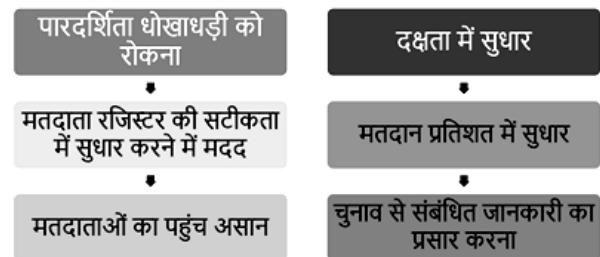 पारदर्शिता धोखाधड़ी को
रोकना
मतदाता रजिस्टर की सटीकता
में सुधार करने में मदद
मतदाताओं का पहुंच असान
दक्षता में सुधार
मतदान प्रतिशत में सुधार
चुनाव से संबंधित जानकारी का
प्रसार करना